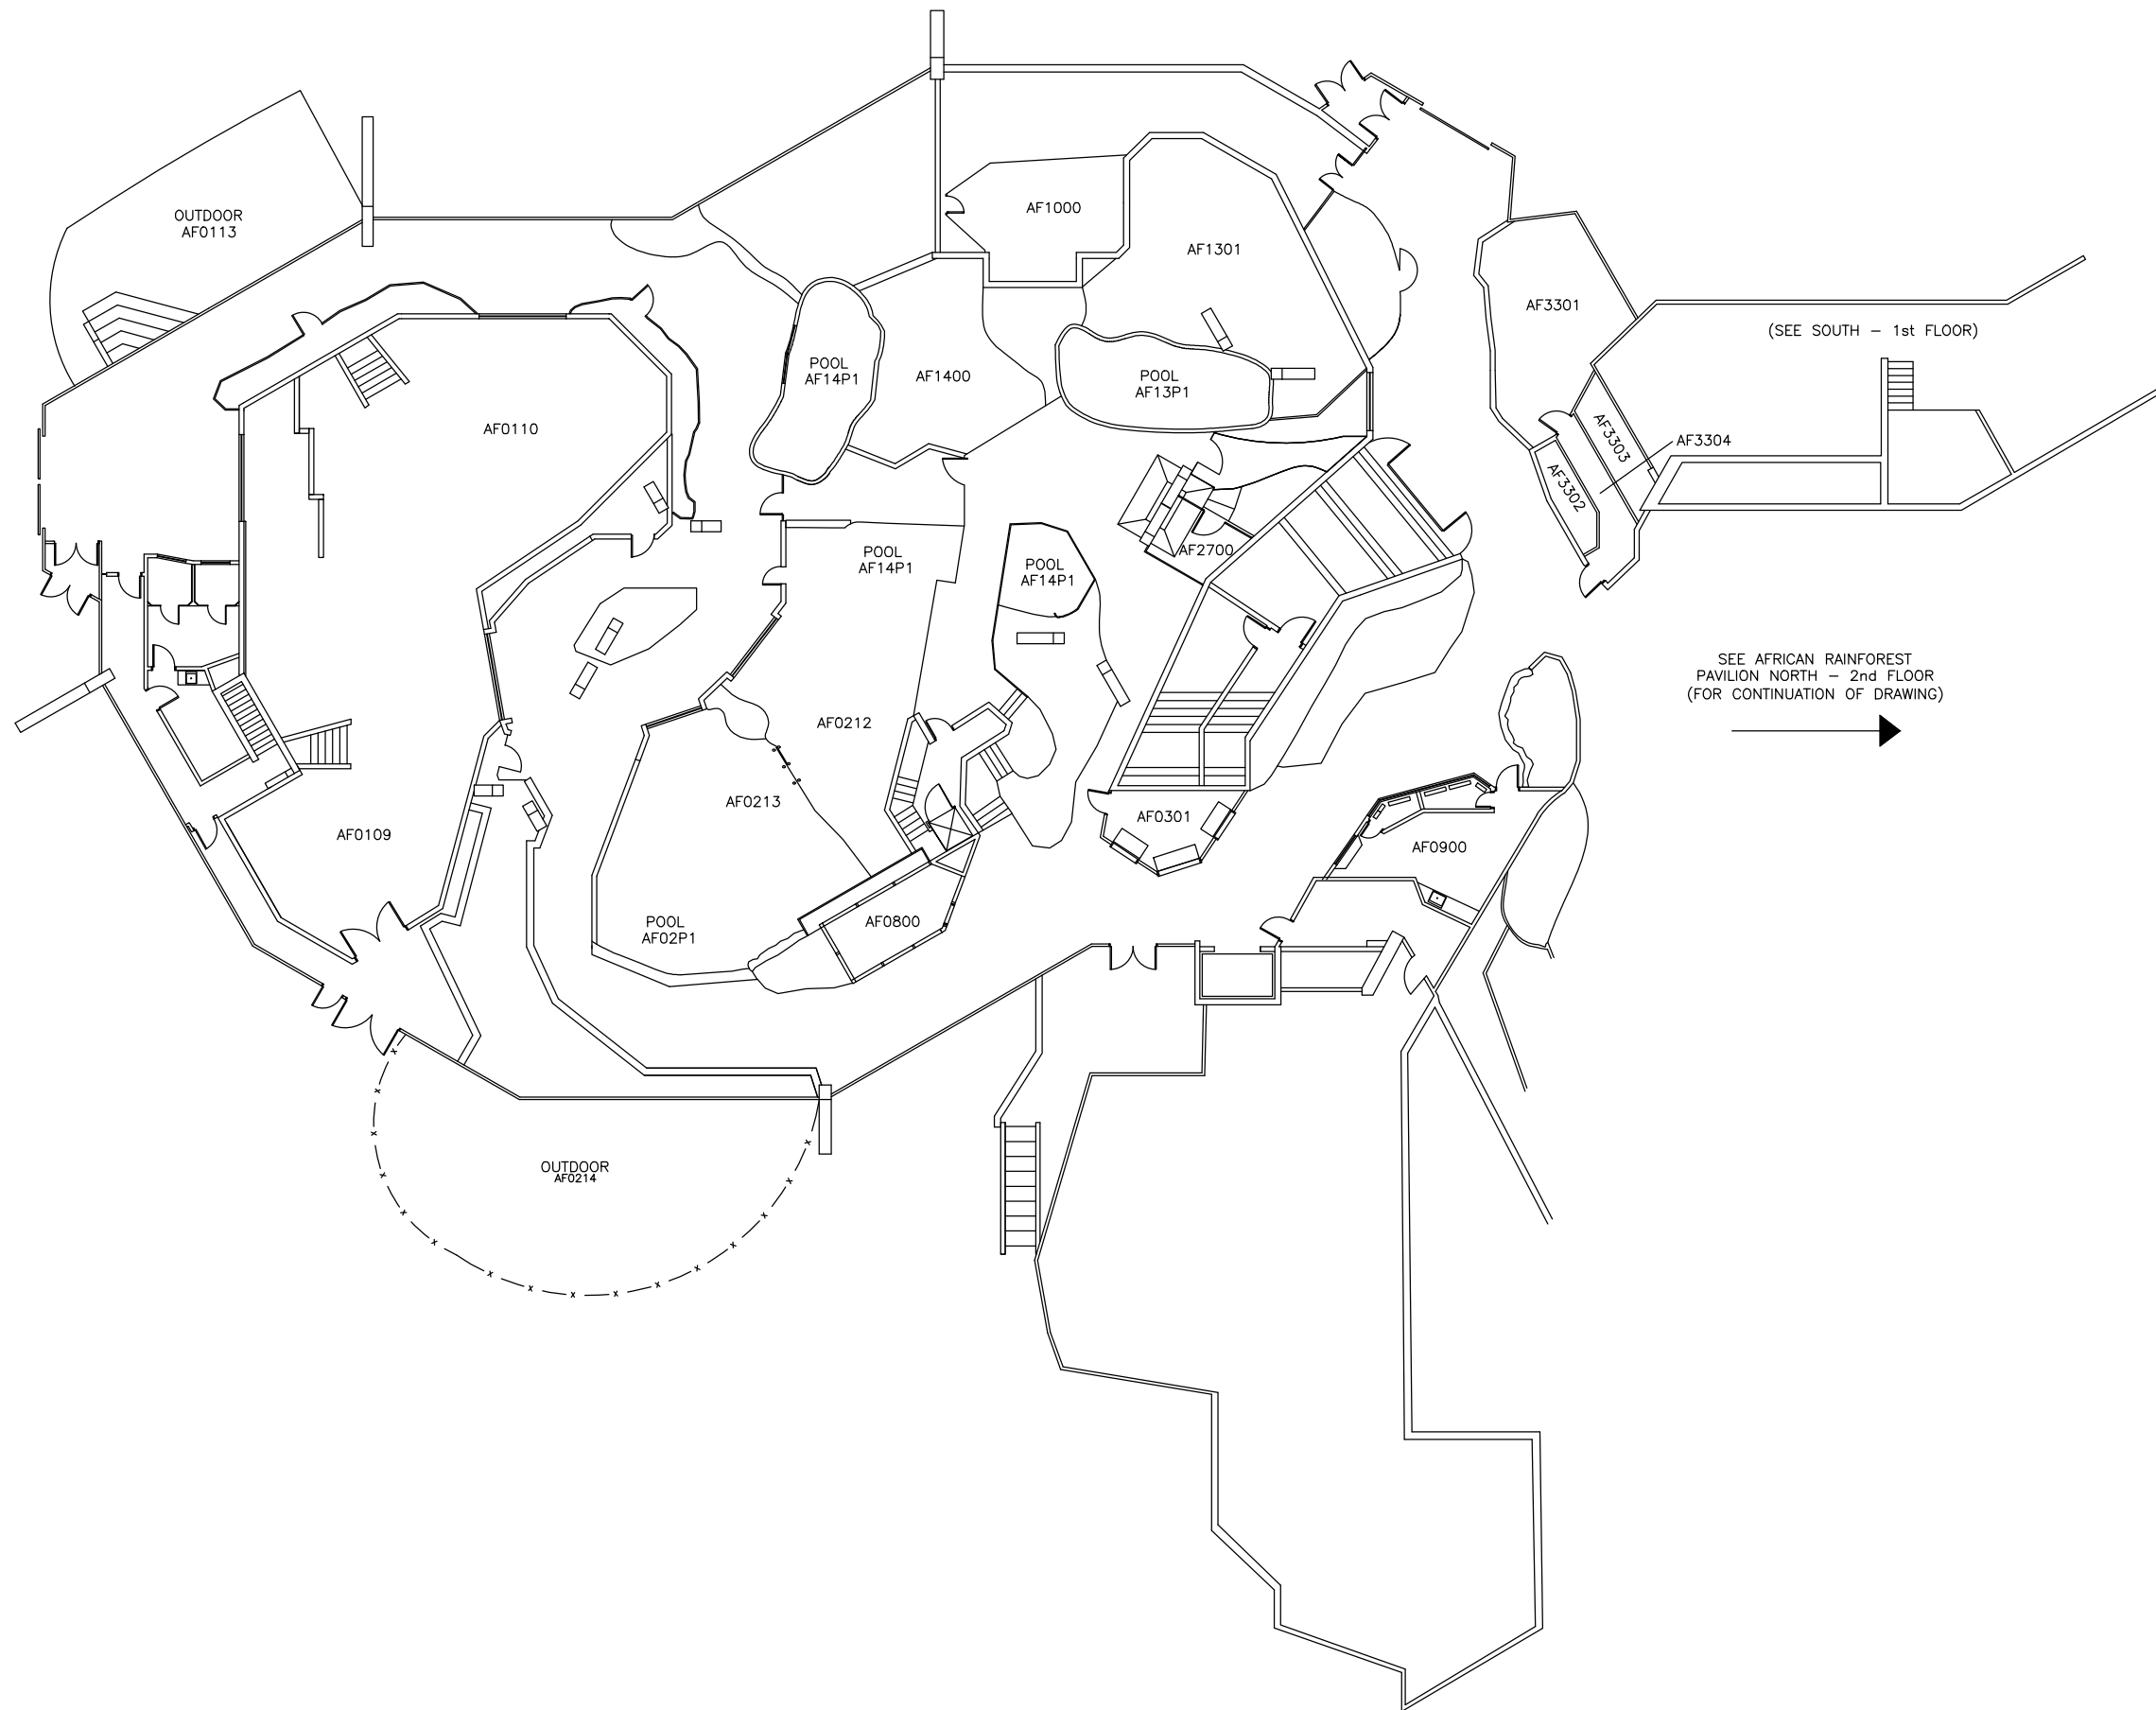 OUTDOOR
AF0113
AF1000
AF1301
AF3301
(SEE SOUTH – 1st FLOOR)
POOL
AF14P1
AF1400
POOL
AF13P1
AF0110
AF3303
AF3304
AF3302
POOL
AF14P1
AF2700
POOL
AF14P1
SEE AFRICAN RAINFOREST
PAVILION NORTH – 2nd FLOOR
(FOR CONTINUATION OF DRAWING)
AF0212
AF0213
AF0301
AF0109
AF0900
POOL
AF02P1
AF0800
OUTDOOR
AF0214